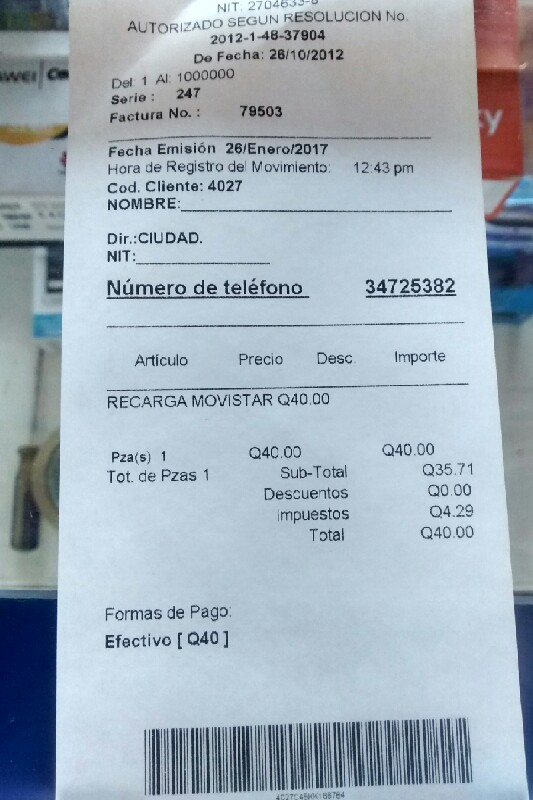 NIT: 2704633-8
AUTORIZADO SEGUN RESOLUCION No.
2012-1-48-37904
De Fecha: 26/10/2012
Del: 1 Al: 1000000
Serie : 247
Factura No. : 79503
Fecha Emisión 26/Enero/2017
Hora de Registro del Movimiento: 12:43 pm
Cod. Cliente: 4027
NOMBRE:
Dir.:CIUDAD.
NIT:
Número de teléfono 34725382
Articulo Precio Desc. Importe
RECARGA MOVISTAR Q40.00
Pza(s) 1 Q40.00 Q40.00
Tot. de Pzas 1 Sub-Total Q35.71
Descuentos Q0.00
Impuestos Q4.29
Total Q40.00
Formas de Pago:
Efectivo [ Q40 ]